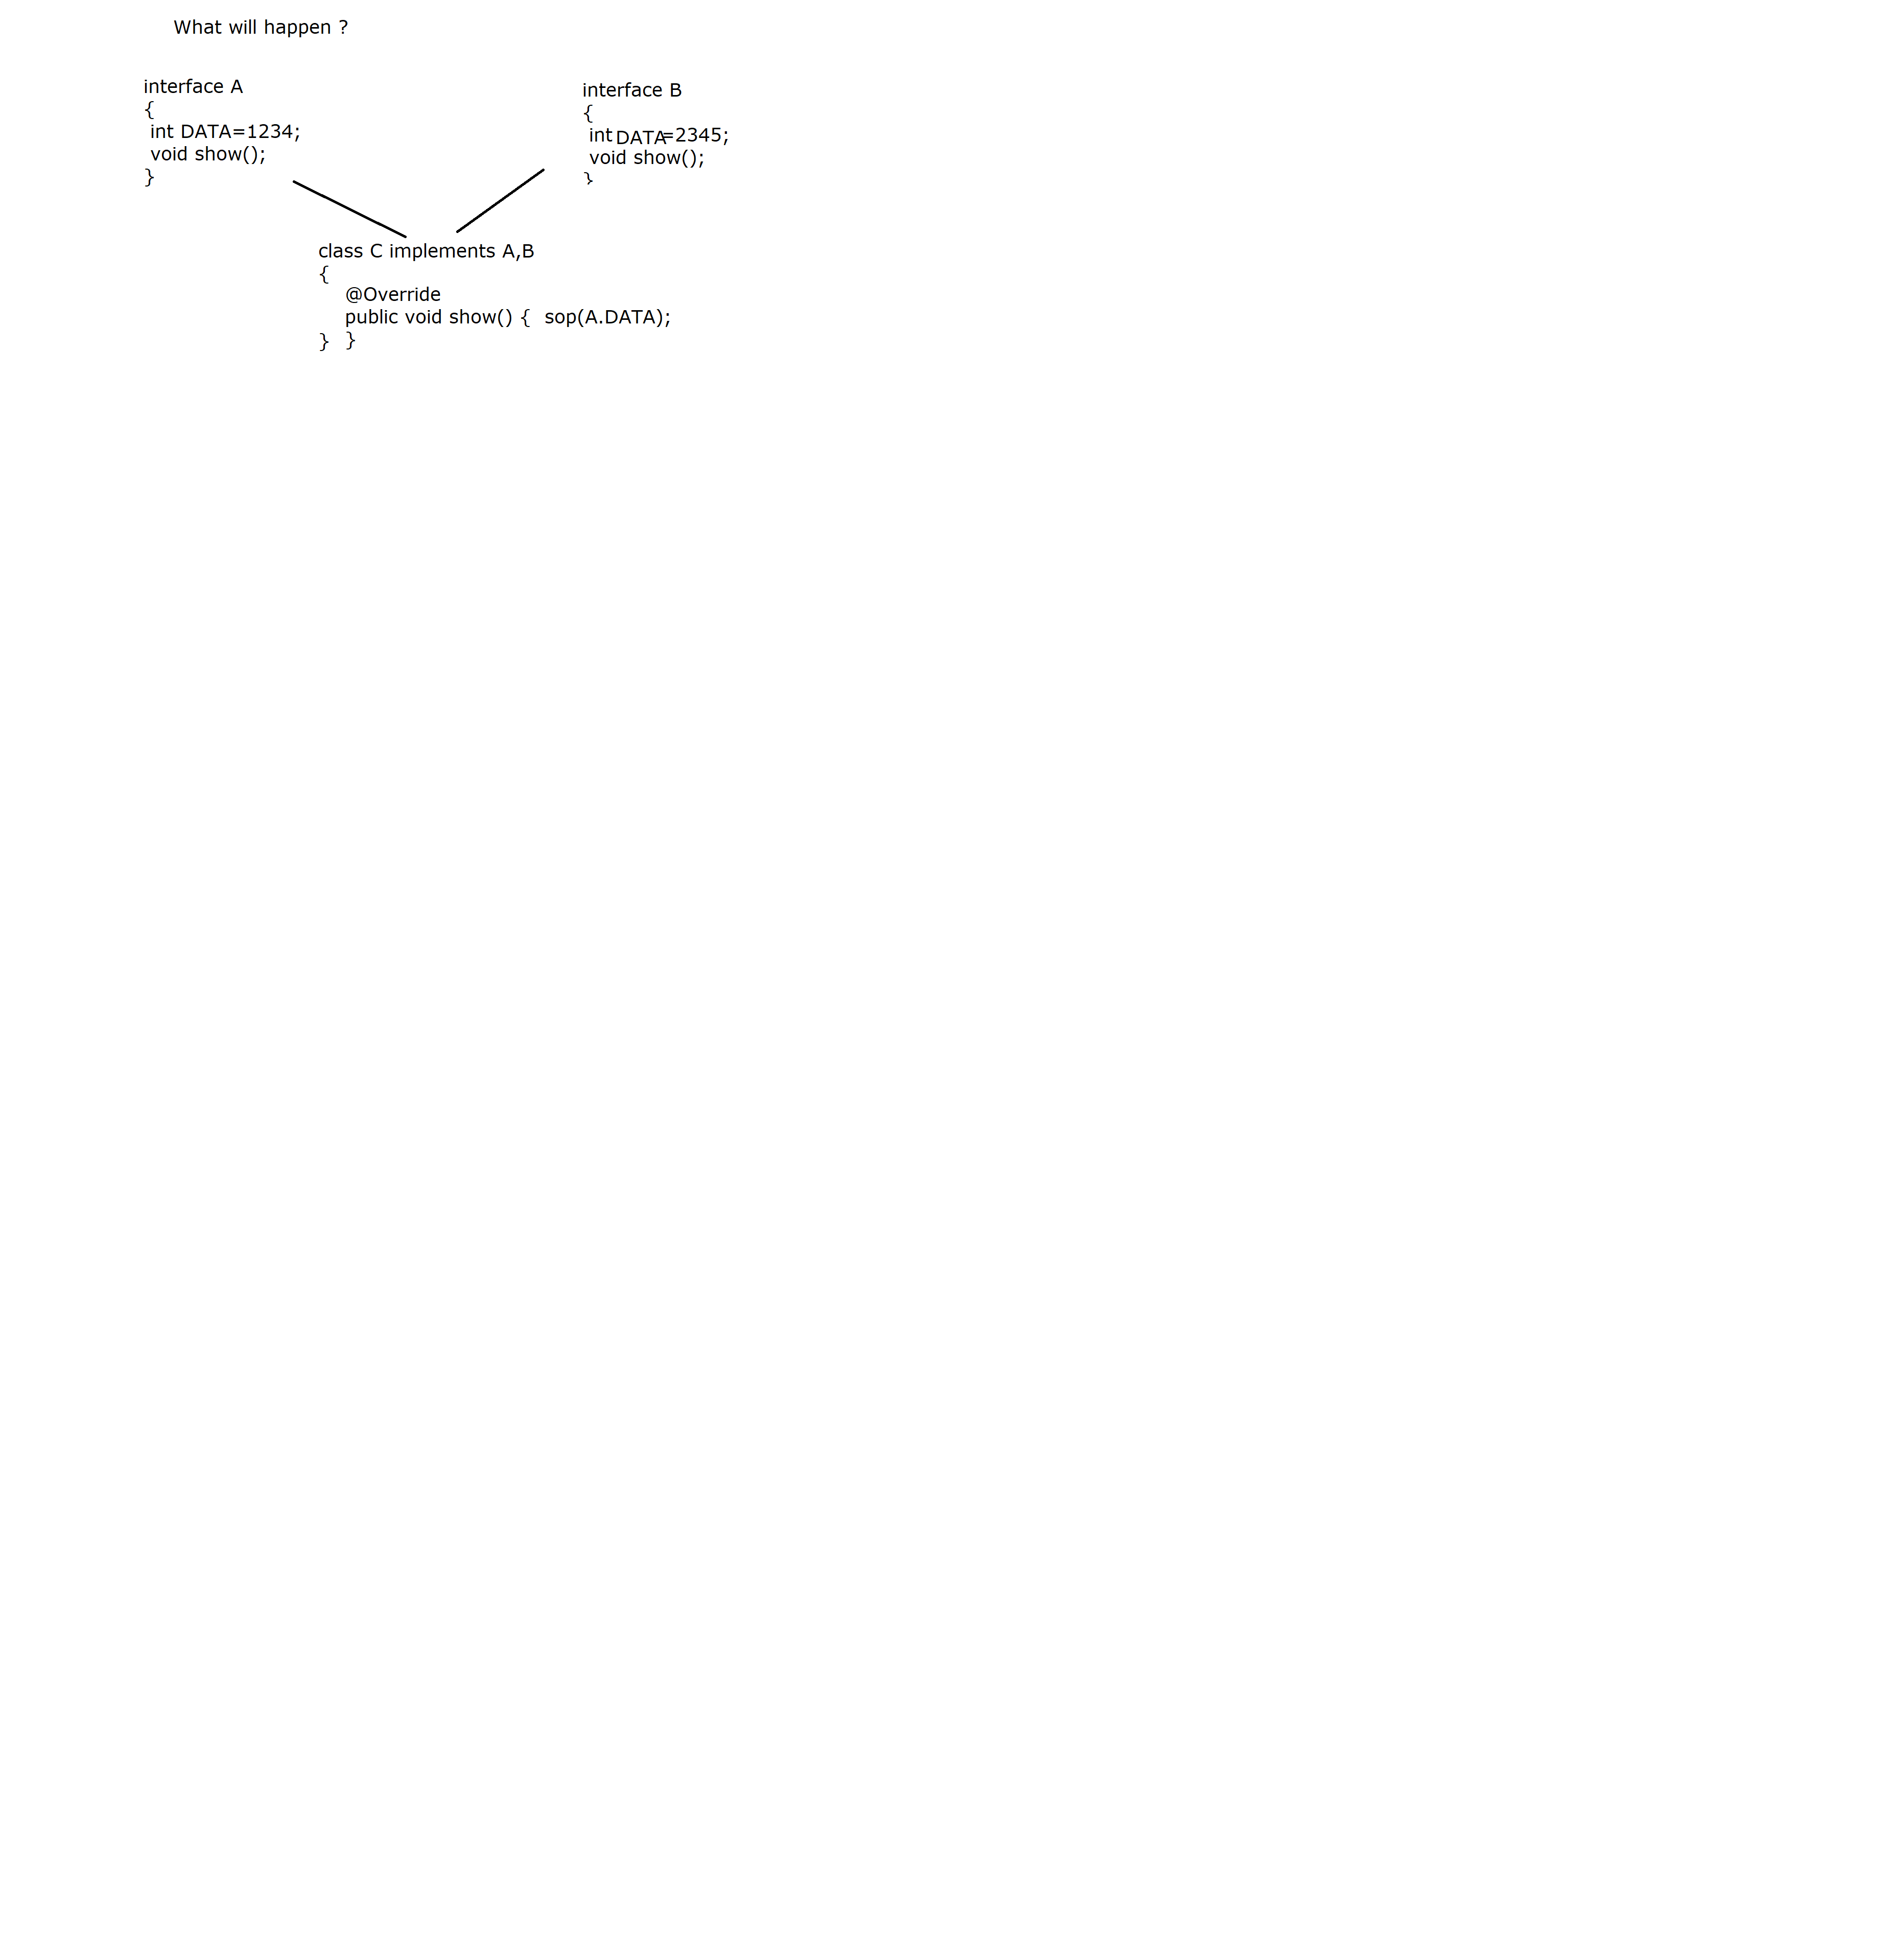 What will happen ?
interface A
{
int DATA=1234;
void show();
}
interface B
{
int DATA=2345;
void show();
}
class C implements A,B
{
@Override
public void show() { sop(A.DATA);
} }